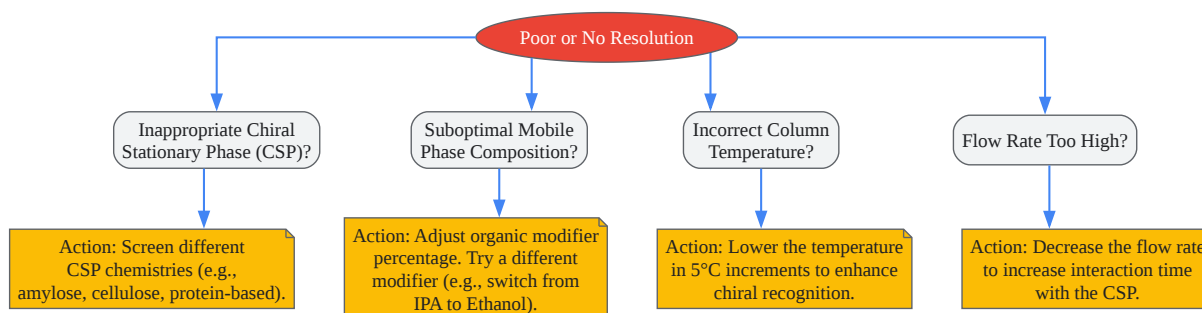 Poor or No Resolution
Inappropriate Chiral
Stationary Phase (CSP)?
Suboptimal Mobile
Phase Composition?
Incorrect Column
Temperature?
Flow Rate Too High?
Action: Screen different
CSP chemistries (e.g.,
amylose, cellulose, protein-based).
Action: Adjust organic modifier
percentage. Try a different
modifier (e.g., switch from
IPA to Ethanol).
Action: Lower the temperature
in 5°C increments to enhance
chiral recognition.
Action: Decrease the flow rate
to increase interaction time
with the CSP.